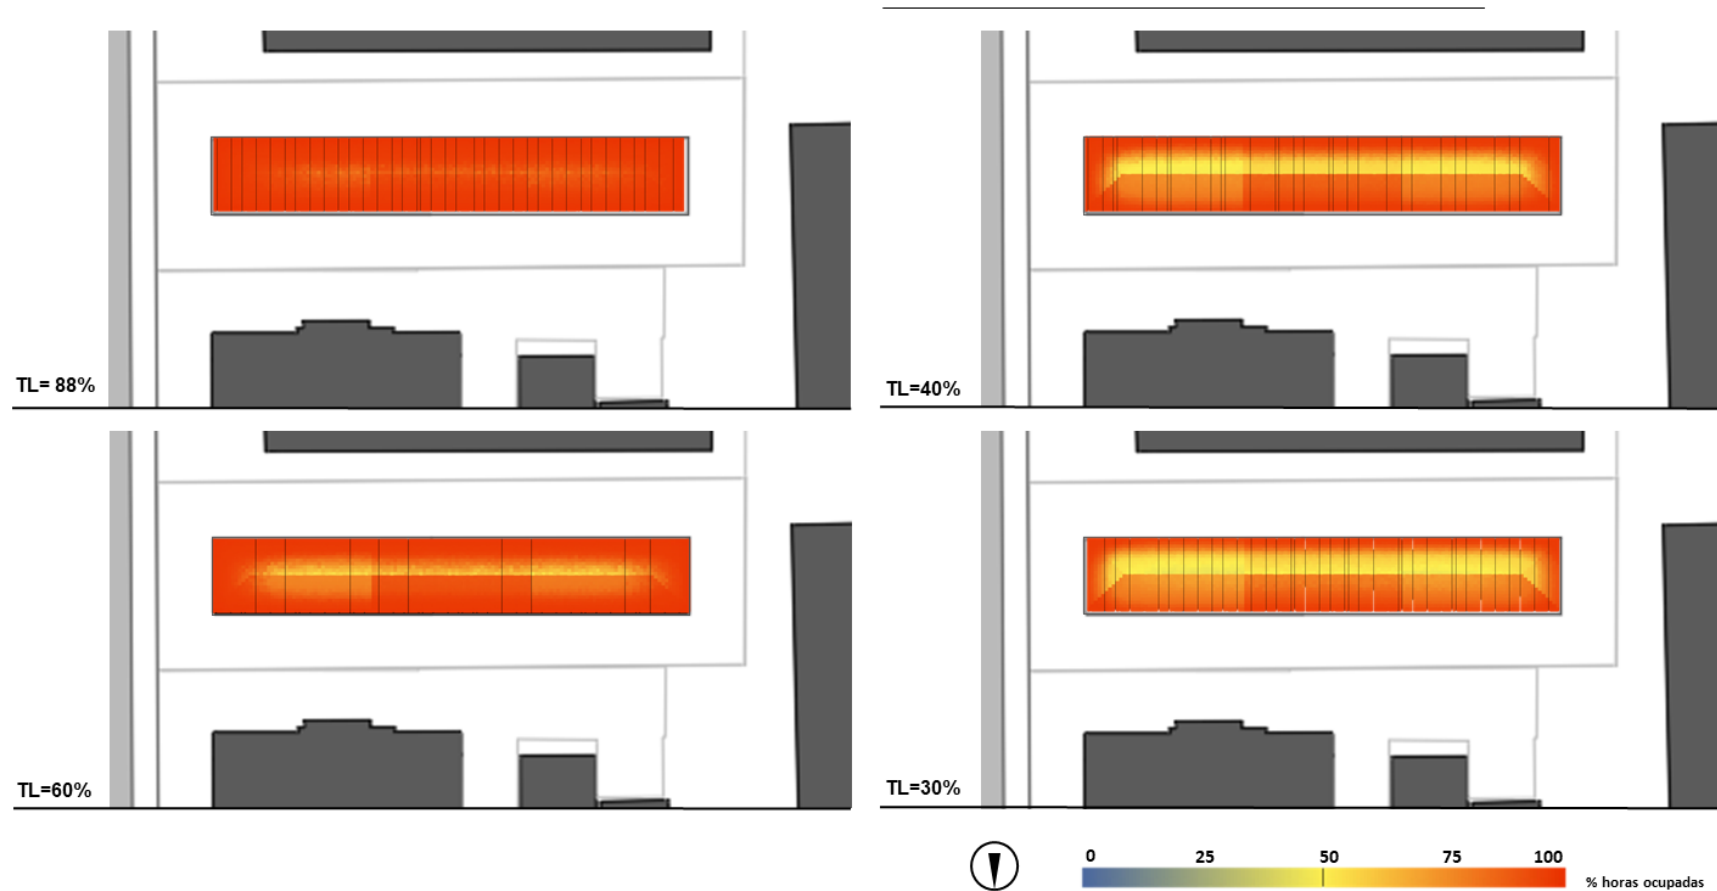 TL= 88%
TL=40%
TL=60%
TL=30%
0 25 50 75 100
% horas ocupadas